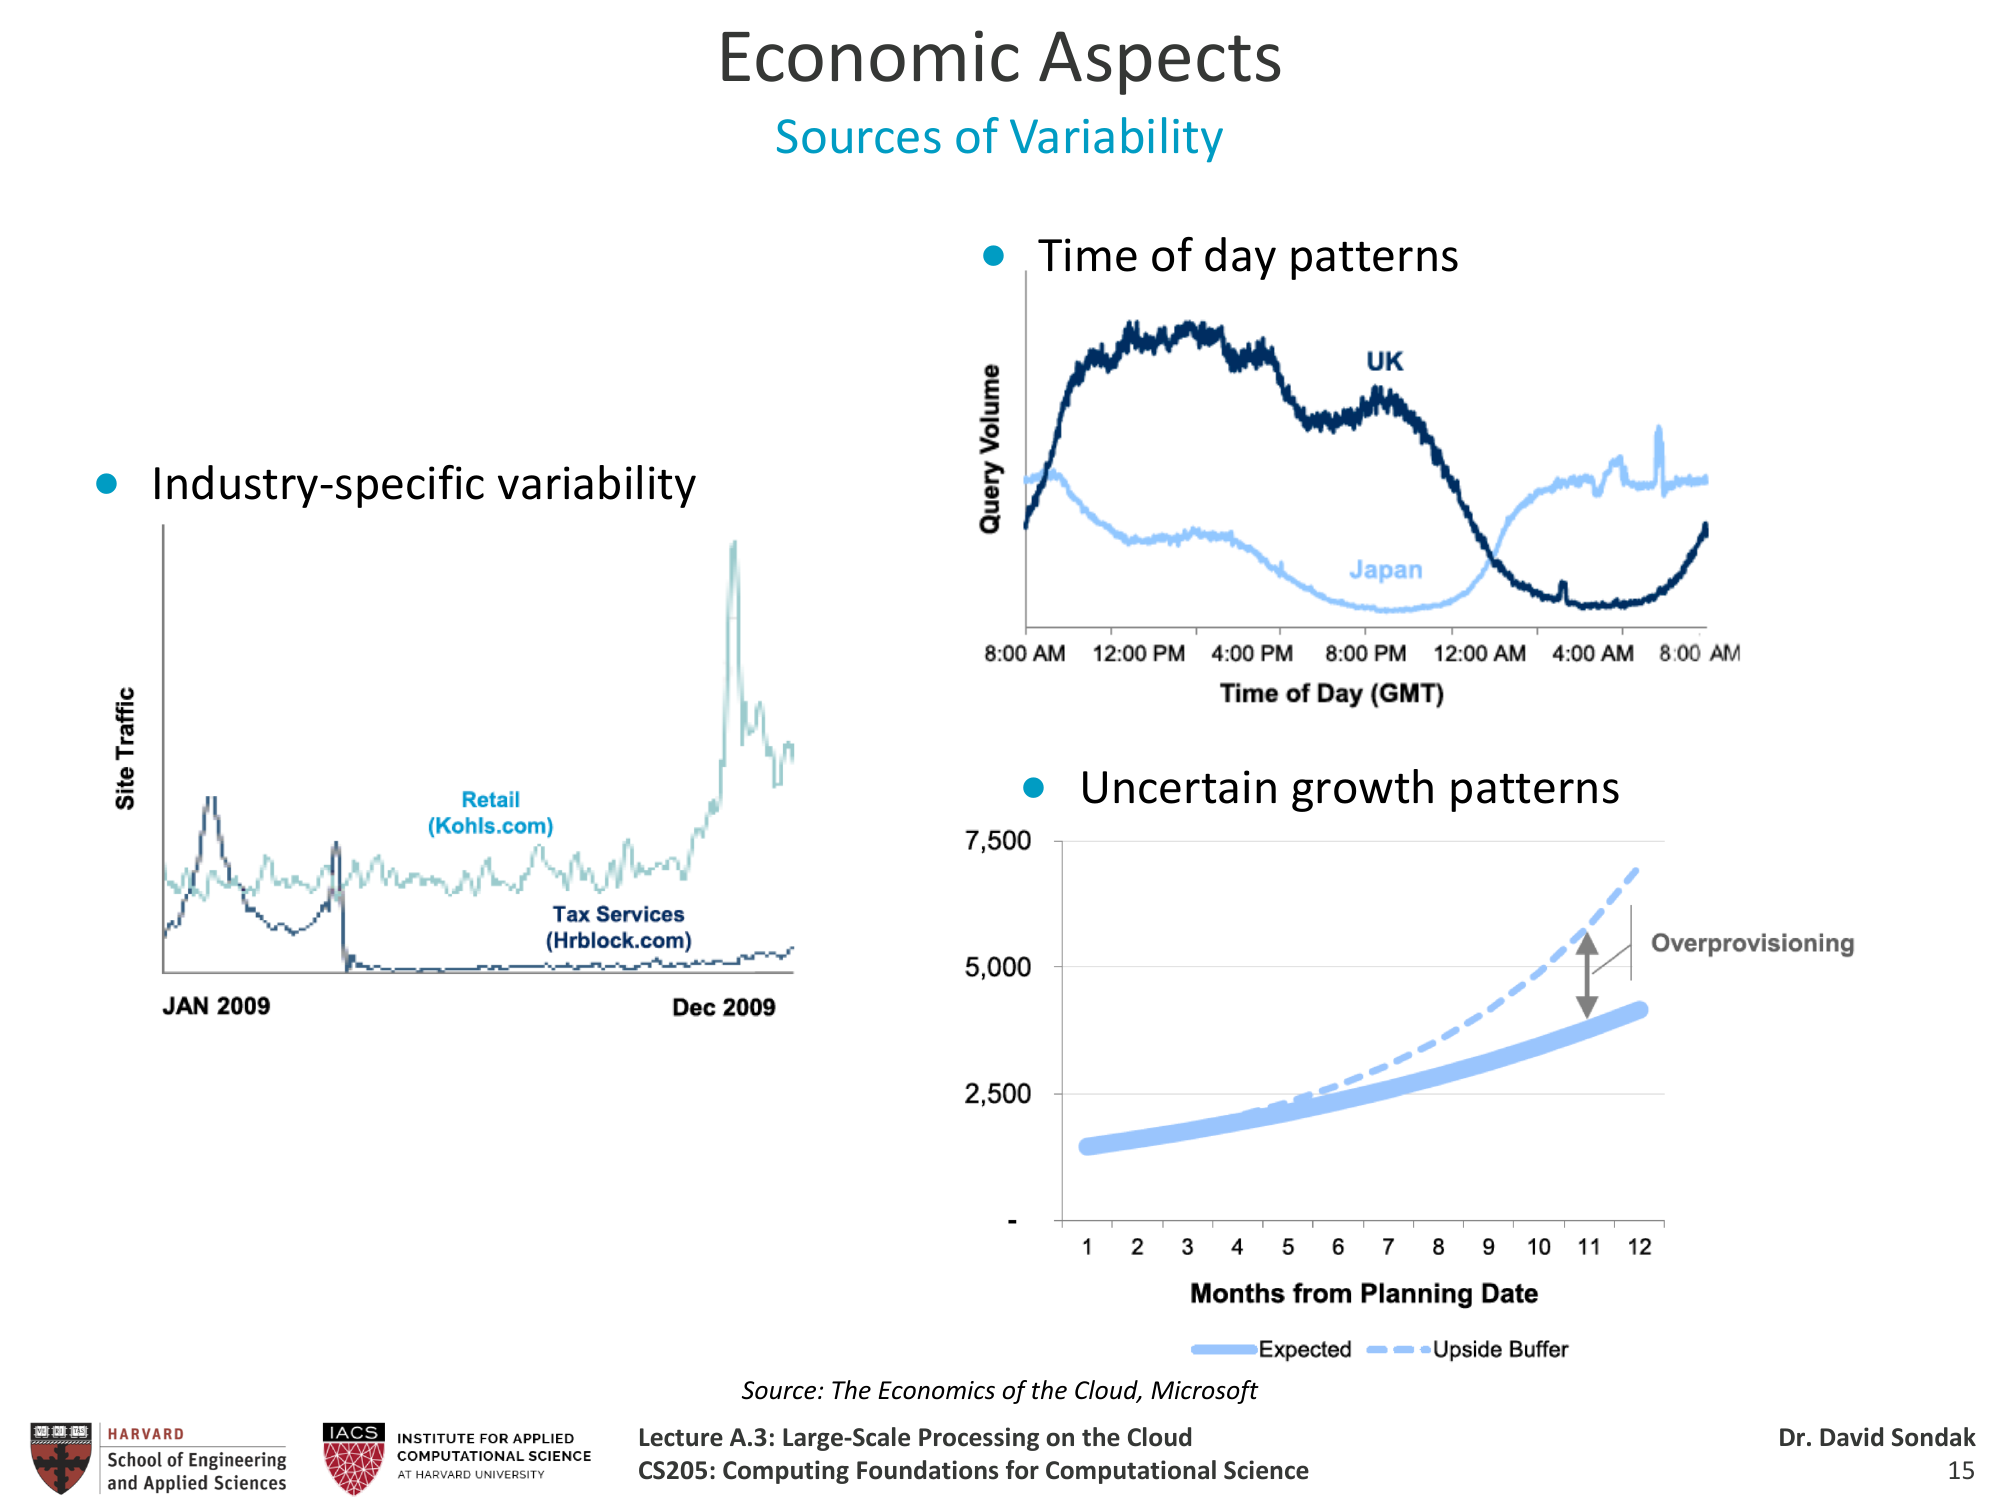 Economic Aspects
Sources of Variability
Industry-specific variability
Site Traffic
Retail
(Kohls.com)
Tax Services
(Hrblock.com)
JAN 2009
Dec 2009
Time of day patterns
Query Volume
UK
Japan
8:00 AM 12:00 PM 4:00 PM 8:00 PM 12:00 AM 4:00 AM 8:00 AM
Time of Day (GMT)
Uncertain growth patterns
7,500
5,000
2,500
-
Overprovisioning
1 2 3 4 5 6 7 8 9 10 11 12
Months from Planning Date
Expected Upside Buffer
Source: The Economics of the Cloud, Microsoft
HARVARD
School of Engineering
and Applied Sciences
IACS
INSTITUTE FOR APPLIED
COMPUTATIONAL SCIENCE
AT HARVARD UNIVERSITY
Lecture A.3: Large-Scale Processing on the Cloud
CS205: Computing Foundations for Computational Science
Dr. David Sondak
15